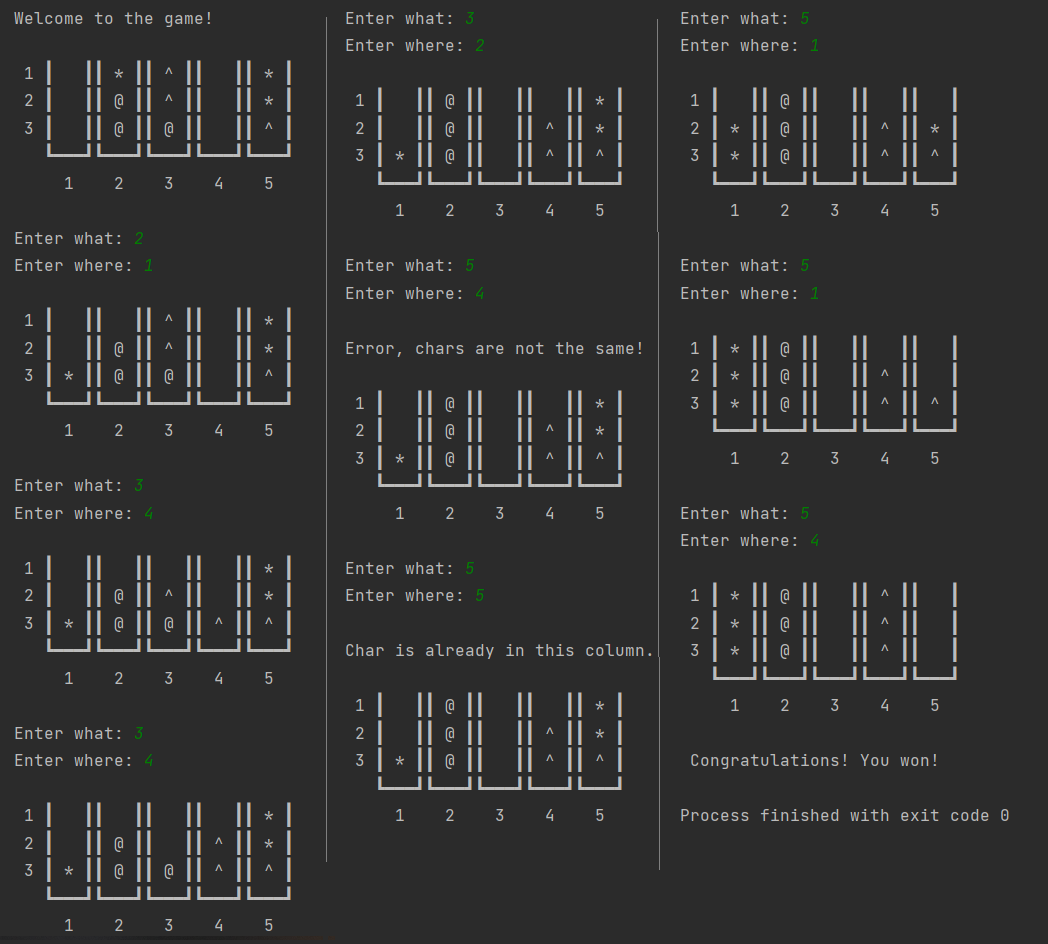 Welcome to the game!
1 ┃   ┃┃ * ┃┃ ^ ┃┃   ┃┃ * ┃
2 ┃   ┃┃ @ ┃┃ ^ ┃┃   ┃┃ * ┃
3 ┃   ┃┃ @ ┃┃ @ ┃┃   ┃┃ ^ ┃
  ┗━━━┛┗━━━┛┗━━━┛┗━━━┛┗━━━┛
    1    2    3    4    5
Enter what: 2
Enter where: 1
1 ┃   ┃┃   ┃┃ ^ ┃┃   ┃┃ * ┃
2 ┃   ┃┃ @ ┃┃ ^ ┃┃   ┃┃ * ┃
3 ┃ * ┃┃ @ ┃┃ @ ┃┃   ┃┃ ^ ┃
  ┗━━━┛┗━━━┛┗━━━┛┗━━━┛┗━━━┛
    1    2    3    4    5
Enter what: 3
Enter where: 4
1 ┃   ┃┃   ┃┃   ┃┃   ┃┃ * ┃
2 ┃   ┃┃ @ ┃┃ ^ ┃┃   ┃┃ * ┃
3 ┃ * ┃┃ @ ┃┃ @ ┃┃ ^ ┃┃ ^ ┃
  ┗━━━┛┗━━━┛┗━━━┛┗━━━┛┗━━━┛
    1    2    3    4    5
Enter what: 3
Enter where: 4
1 ┃   ┃┃   ┃┃   ┃┃   ┃┃ * ┃
2 ┃   ┃┃ @ ┃┃   ┃┃ ^ ┃┃ * ┃
3 ┃ * ┃┃ @ ┃┃ @ ┃┃ ^ ┃┃ ^ ┃
  ┗━━━┛┗━━━┛┗━━━┛┗━━━┛┗━━━┛
    1    2    3    4    5
Enter what: 3
Enter where: 2
1 ┃   ┃┃ @ ┃┃   ┃┃   ┃┃ * ┃
2 ┃   ┃┃ @ ┃┃   ┃┃ ^ ┃┃ * ┃
3 ┃ * ┃┃ @ ┃┃   ┃┃ ^ ┃┃ ^ ┃
  ┗━━━┛┗━━━┛┗━━━┛┗━━━┛┗━━━┛
    1    2    3    4    5
Enter what: 5
Enter where: 4
Error, chars are not the same!
1 ┃   ┃┃ @ ┃┃   ┃┃   ┃┃ * ┃
2 ┃   ┃┃ @ ┃┃   ┃┃ ^ ┃┃ * ┃
3 ┃ * ┃┃ @ ┃┃   ┃┃ ^ ┃┃ ^ ┃
  ┗━━━┛┗━━━┛┗━━━┛┗━━━┛┗━━━┛
    1    2    3    4    5
Enter what: 5
Enter where: 5
Char is already in this column.
1 ┃   ┃┃ @ ┃┃   ┃┃   ┃┃ * ┃
2 ┃   ┃┃ @ ┃┃   ┃┃ ^ ┃┃ * ┃
3 ┃ * ┃┃ @ ┃┃   ┃┃ ^ ┃┃ ^ ┃
  ┗━━━┛┗━━━┛┗━━━┛┗━━━┛┗━━━┛
    1    2    3    4    5
Enter what: 5
Enter where: 1
1 ┃   ┃┃ @ ┃┃   ┃┃   ┃┃   ┃
2 ┃ * ┃┃ @ ┃┃   ┃┃ ^ ┃┃ * ┃
3 ┃ * ┃┃ @ ┃┃   ┃┃ ^ ┃┃ ^ ┃
  ┗━━━┛┗━━━┛┗━━━┛┗━━━┛┗━━━┛
    1    2    3    4    5
Enter what: 5
Enter where: 1
1 ┃ * ┃┃ @ ┃┃   ┃┃   ┃┃   ┃
2 ┃ * ┃┃ @ ┃┃   ┃┃ ^ ┃┃   ┃
3 ┃ * ┃┃ @ ┃┃   ┃┃ ^ ┃┃ ^ ┃
  ┗━━━┛┗━━━┛┗━━━┛┗━━━┛┗━━━┛
    1    2    3    4    5
Enter what: 5
Enter where: 4
1 ┃ * ┃┃ @ ┃┃   ┃┃ ^ ┃┃   ┃
2 ┃ * ┃┃ @ ┃┃   ┃┃ ^ ┃┃   ┃
3 ┃ * ┃┃ @ ┃┃   ┃┃ ^ ┃┃   ┃
  ┗━━━┛┗━━━┛┗━━━┛┗━━━┛┗━━━┛
    1    2    3    4    5
Congratulations! You won!
Process finished with exit code 0